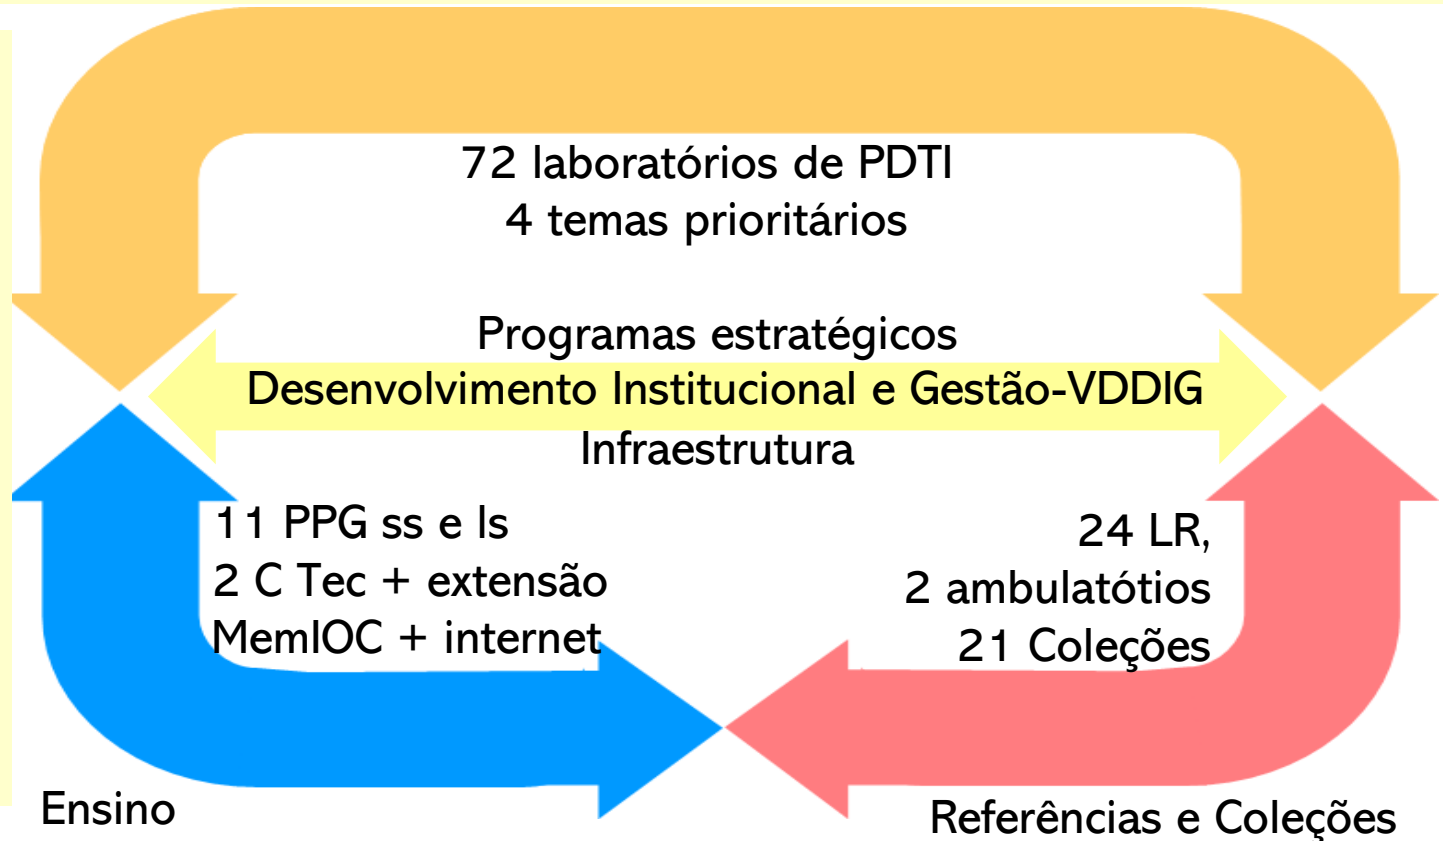 72 laboratórios de PDTI
4 temas prioritários
Programas estratégicos
Desenvolvimento Institucional e Gestão-VDDIG
Infraestrutura
11 PPG ss e ls
2 C Tec + extensão
MemIOC + internet
24 LR,
2 ambulatótios
21 Coleções
Ensino
Referências e Coleções